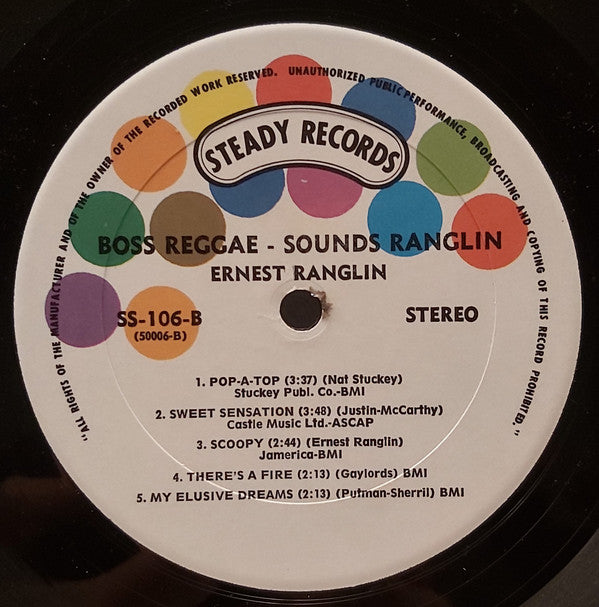 "ALL RIGHTS OF THE MANUFACTURER AND OF THE OWNER OF THE RECORDED WORK RESERVED. UNAUTHORIZED PUBLIC PERFORMANCE, BROADCASTING AND COPYING OF THIS RECORD PROHIBITED."
STEADY RECORDS
BOSS REGGAE - SOUNDS RANGLIN
ERNEST RANGLIN
SS-106-B
(50006-B)
STEREO
1. POP-A-TOP (3:37) (Nat Stuckey)
Stuckey Publ. Co.-BMI
2. SWEET SENSATION (3:48) (Justin-McCarthy)
Castle Music Ltd.-ASCAP
3. SCOOPY (2:44) (Ernest Ranglin)
Jamerica-BMI
4. THERE'S A FIRE (2:13) (Gaylords) BMI
5. MY ELUSIVE DREAMS (2:13) (Putman-Sherril) BMI